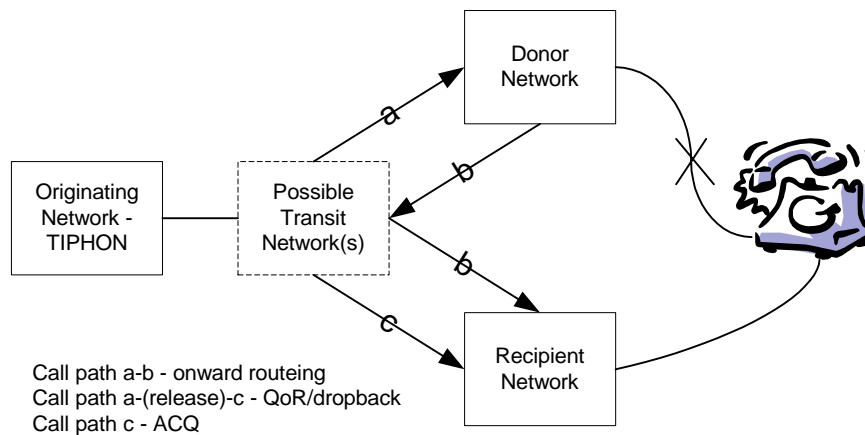 Donor
Network
a
b
Originating
Network -
TIPHON
Possible
Transit
Network(s)
b
c
Recipient
Network
Call path a-b - onward routeing
Call path a-(release)-c - QoR/dropback
Call path c - ACQ